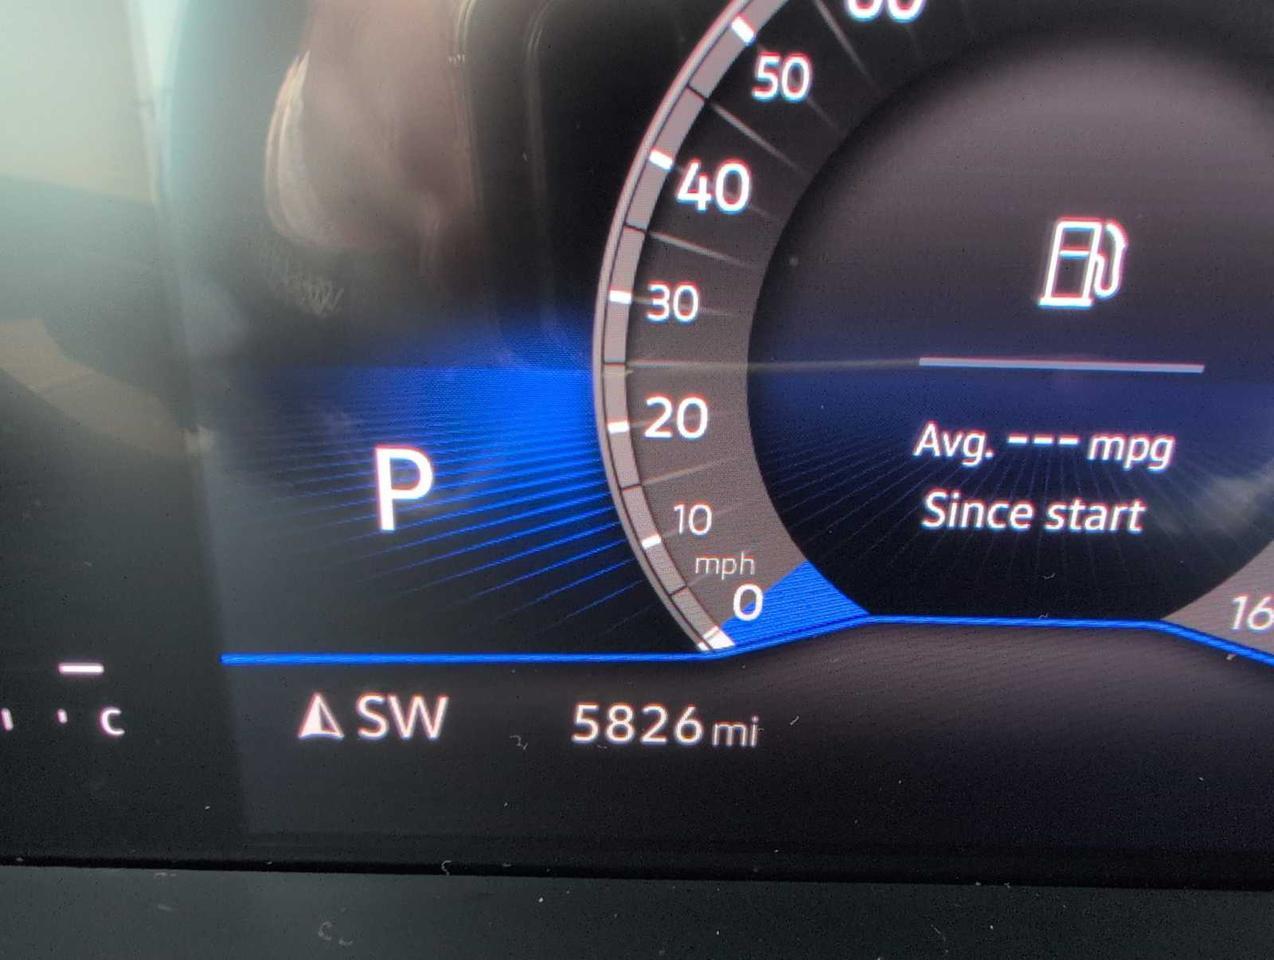 50
40
30
20
10
mph
0
P
Avg. --- mpg
Since start
C
SW
5826 mi